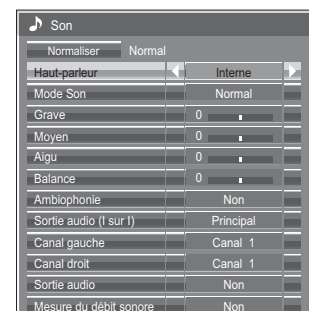 Son
Normaliser Normal
Haut-parleur Interne
Mode Son Normal
Grave 0
Moyen 0
Aigu 0
Balance 0
Ambiophonie Non
Sortie audio (I sur I) Principal
Canal gauche Canal 1
Canal droit Canal 1
Sortie audio Non
Mesure du débit sonore Non